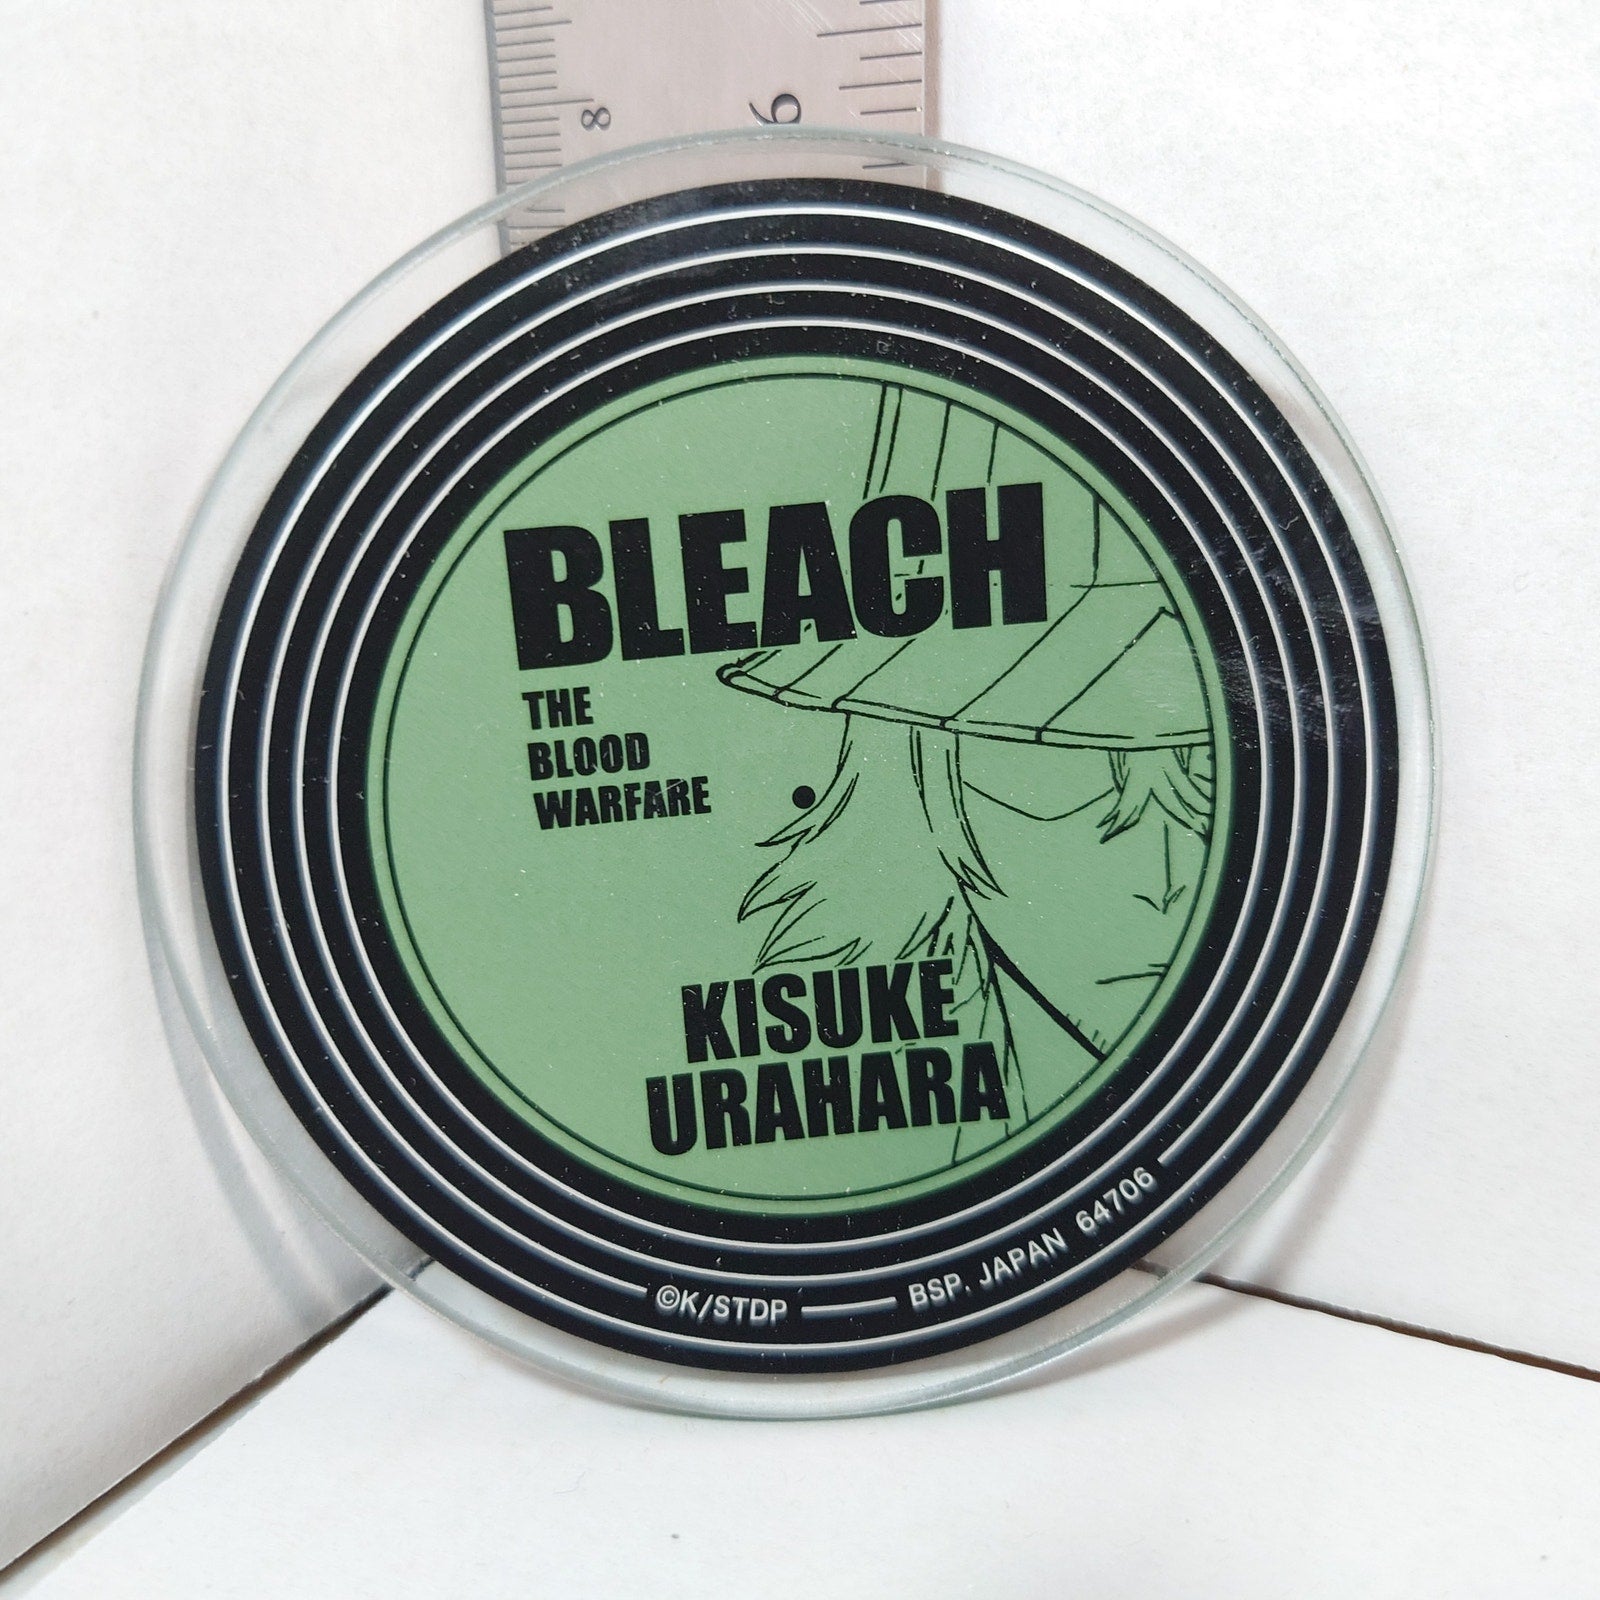 8
9
BLEACH
THE
BLOOD
WARFARE
KISUKE
URAHARA
©K/STDP
BSP. JAPAN 64706